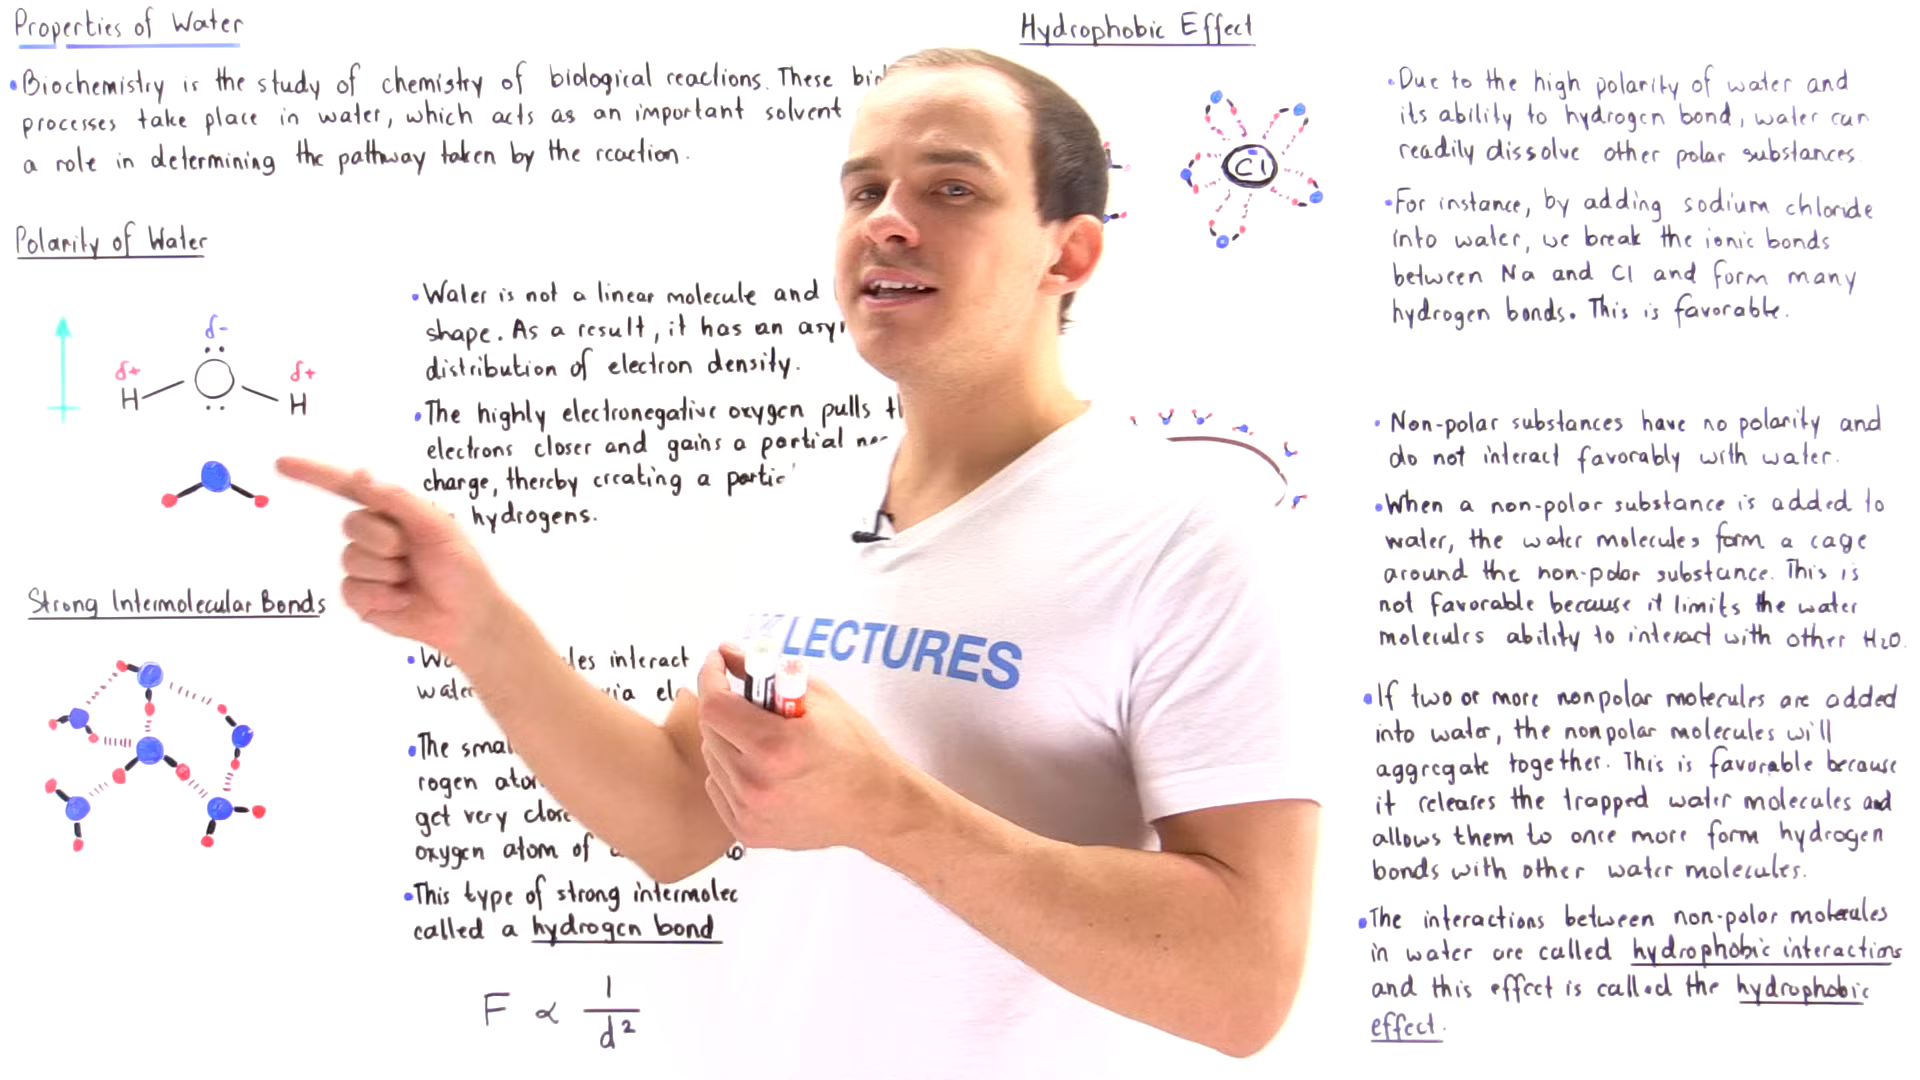 Properties of Water
• Biochemistry is the study of chemistry of biological reactions. These
processes take place in water, which acts as an important solvent
a role in determining the pathway taken by the reaction.
Polarity of Water
δ-
δ+
δ+
H
H
• Water is not a linear molecule and
shape. As a result, it has an
distribution of electron density.
• The highly electronegative oxygen pulls
electrons closer and gains a partial
charge, thereby creating a
hydrogens.
Strong Intermolecular Bonds
interact
water
• The
get very
oxygen atom of
• This type of strong
called a hydrogen bond
F ∝ 1/d²
LECTURES
Hydrophobic Effect
Cl
• Due to the high polarity of water and
its ability to hydrogen bond, water can
readily dissolve other polar substances.
• For instance, by adding sodium chloride
into water, we break the ionic bonds
between Na and Cl and form many
hydrogen bonds. This is favorable.
• Non-polar substances have no polarity and
do not interact favorably with water.
• When a non-polar substance is added to
water, the water molecules form a cage
around the non-polar substance. This is
not favorable because it limits the water
molecules ability to interact with other H₂O.
• If two or more nonpolar molecules are added
into water, the nonpolar molecules will
aggregate together. This is favorable because
it releases the trapped water molecules and
allows them to once more form hydrogen
bonds with other water molecules.
• The interactions between non-polar molecules
in water are called hydrophobic interactions
and this effect is called the hydrophobic
effect.